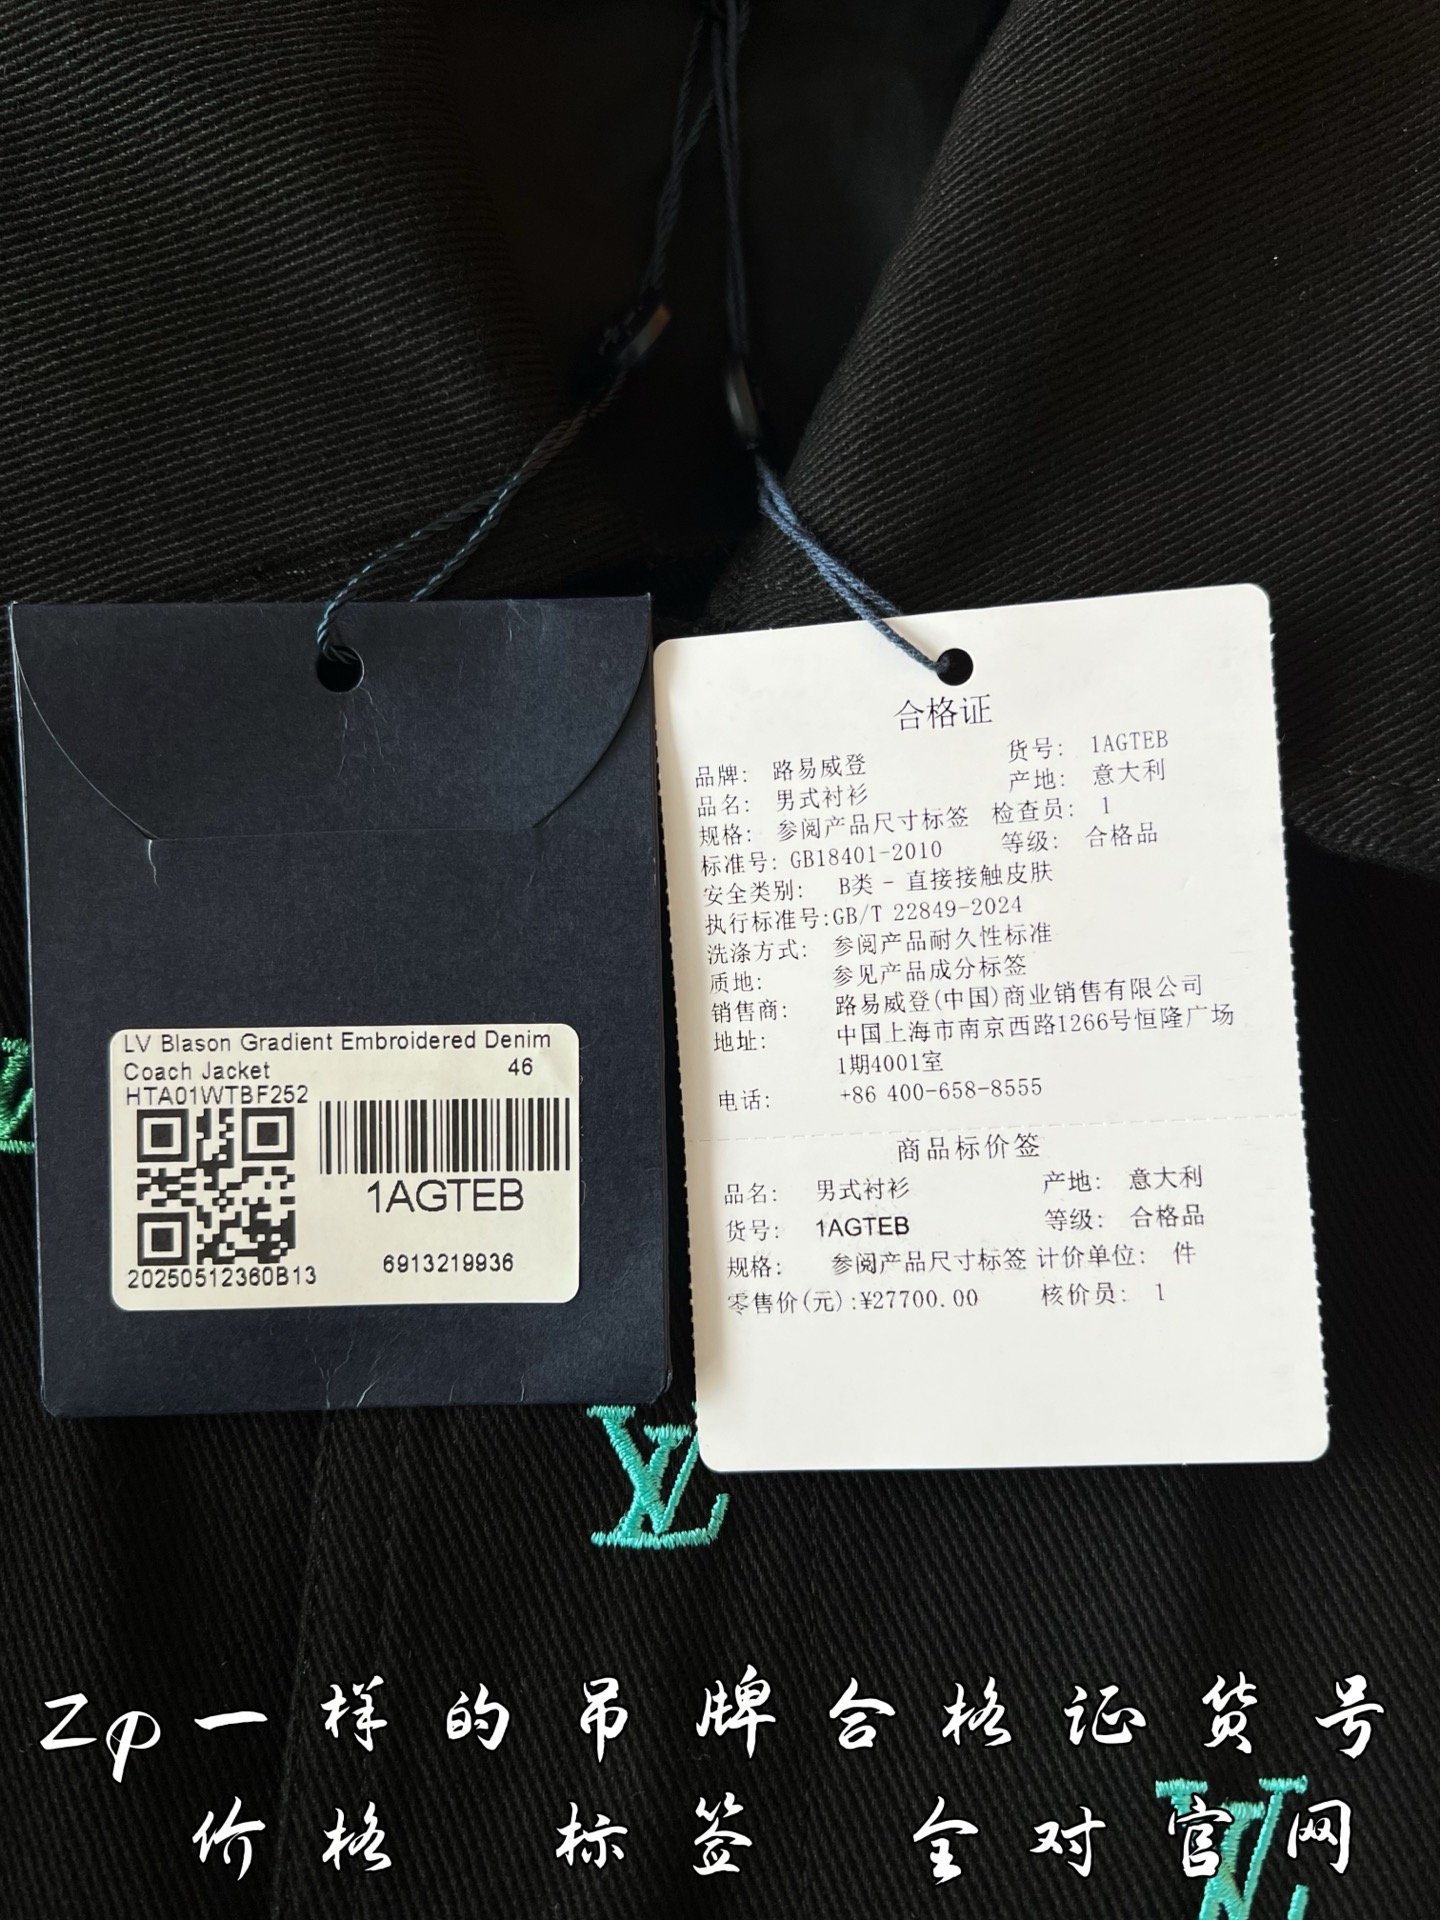 LV Blason Gradient Embroidered Denim
Coach Jacket 46
HTA01WTBF252
1AGTEB
20250512360B13
6913219936
合格证
品牌: 路易威登 货号: 1AGTEB
品名: 男式衬衫 产地: 意大利
规格: 参阅产品尺寸标签 检查员: 1
标准号: GB18401-2010 等级: 合格品
安全类别: B类 - 直接接触皮肤
执行标准号:GB/T 22849-2024
洗涤方式: 参阅产品耐久性标准
质地: 参见产品成分标签
销售商: 路易威登(中国)商业销售有限公司
地址: 中国上海市南京西路1266号恒隆广场
1期4001室
电话: +86 400-658-8555
商品标价签
品名: 男式衬衫 产地: 意大利
货号: 1AGTEB 等级: 合格品
规格: 参阅产品尺寸标签 计价单位: 件
零售价(元):¥27700.00 核价员: 1
LV
Zp一样的吊牌合格证货号
价格 标签 全对官网
LV